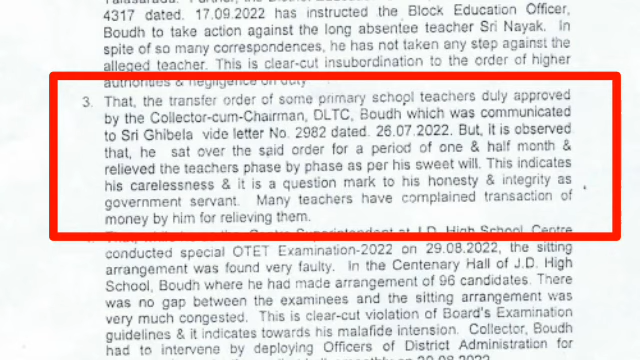 4317 dated. 17.09.2022 has instructed the Block Education Officer,
Boudh to take action against the long absentee teacher Sri Nayak. In
spite of so many correspondences, he has not taken any step against the
alleged teacher. This is clear-cut insubordination to the order of higher
authorities & negligence on duty
3. That, the transfer order of some primary school teachers duly approved
by the Collector-cum-Chairman, DLTC, Boudh which was communicated
to Sri Ghibela vide letter No. 2982 dated. 26.07.2022. But, it is observed
that, he sat over the said order for a period of one & half month &
relieved the teachers phase by phase as per his sweet will. This indicates
his carelessness & it is a question mark to his honesty & integrity as
government servant. Many teachers have complained transaction of
money by him for relieving them.
Centre Superintendent at J.D. High School Centre
conducted special OTET Examination-2022 on 29.08.2022, the sitting
arrangement was found very faulty. In the Centenary Hall of J.D. High
School, Boudh where he had made arrangement of 96 candidates. There
was no gap between the examinees and the sitting arrangement was
very much congested. This is clear-cut violation of Board's Examination
guidelines & it indicates towards his malafide intension. Collector, Boudh
had to intervene by deploying Officers of District Administration for